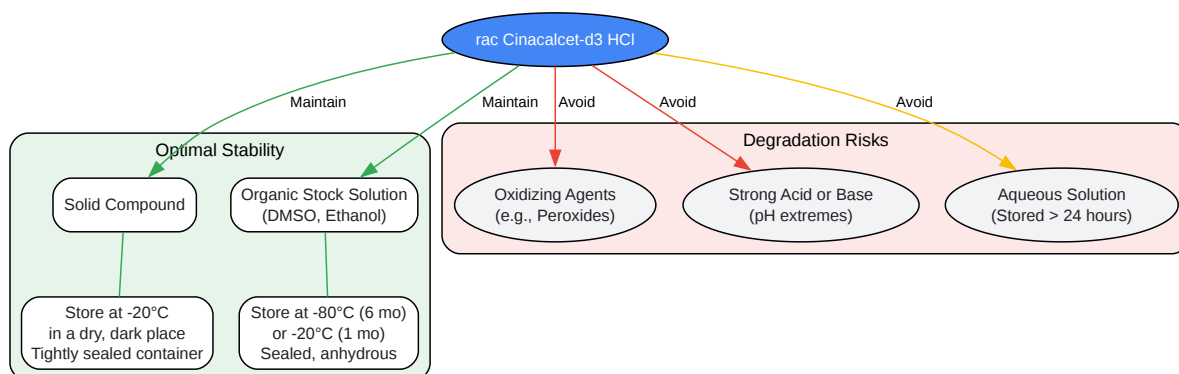 rac Cinacalcet-d3 HCl
Maintain
Maintain
Avoid
Avoid
Avoid
Optimal Stability
Degradation Risks
Solid Compound
Organic Stock Solution
(DMSO, Ethanol)
Oxidizing Agents
(e.g., Peroxides)
Strong Acid or Base
(pH extremes)
Aqueous Solution
(Stored > 24 hours)
Store at -20°C
in a dry, dark place
Tightly sealed container
Store at -80°C (6 mo)
or -20°C (1 mo)
Sealed, anhydrous